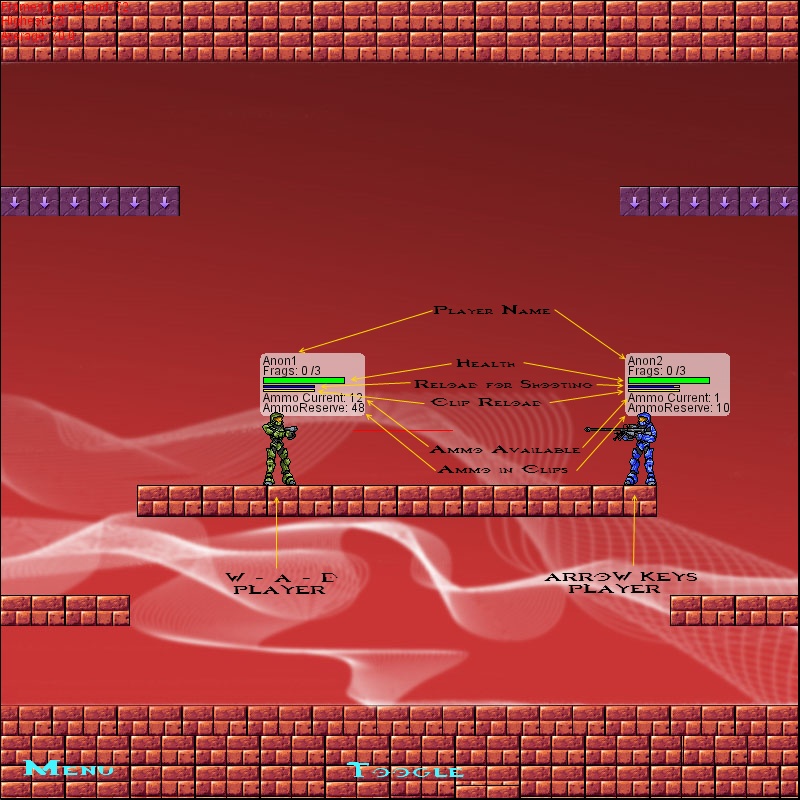 Player Name
Anon1
Frags: 0 /3
Ammo Current: 12
AmmoReserve: 48
Anon2
Frags: 0 /3
Ammo Current: 1
AmmoReserve: 10
Health
Reload for Shooting
Clip Reload
Ammo Available
Ammo in Clips
W - A - D
PLAYER
ARROW KEYS
PLAYER
Menu
Toogle